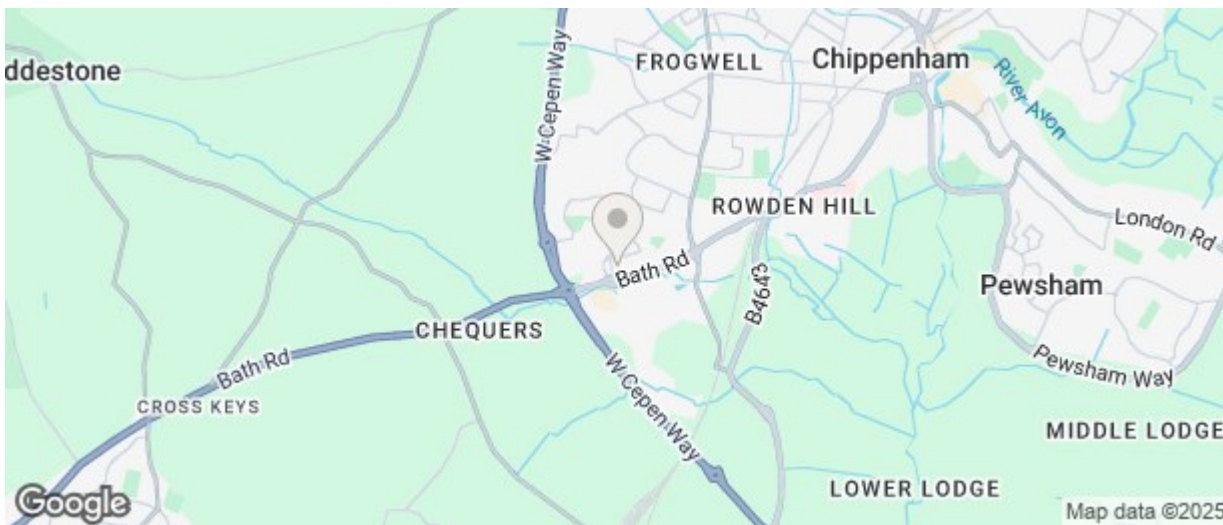 ddestone
W Cepen Way
FROGWELL
Chippenham
River Avon
ROWDEN HILL
London Rd
Bath Rd
B4643
Pewsham
CHEQUERS
Bath Rd
W Cepen Way
Pewsham Way
CROSS KEYS
MIDDLE LODGE
LOWER LODGE
Google
Map data ©2025